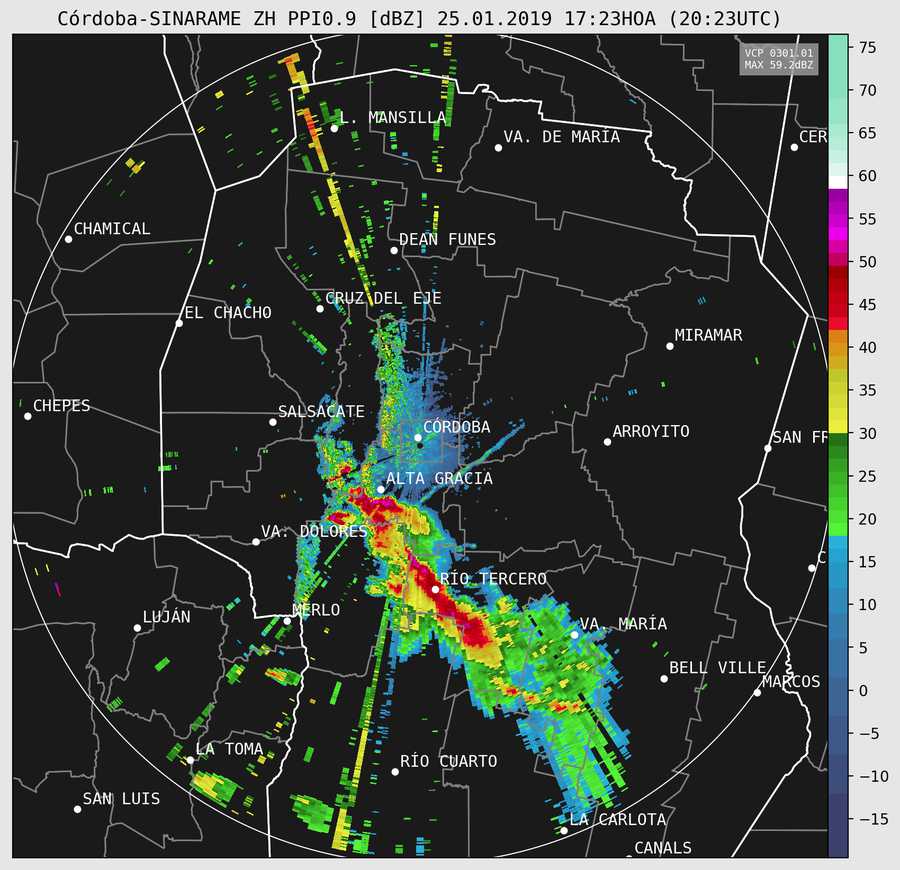 Córdoba-SINARAME ZH PPI0.9 [dBZ] 25.01.2019 17:23HOA (20:23UTC)
VCP 0301.01
MAX 59.2dBZ
75
70
65
60
55
50
45
40
35
30
25
20
15
10
5
0
−5
−10
−15
L. MANSILLA
VA. DE MARÍA
CER
CHAMICAL
DEAN FUNES
CRUZ DEL EJE
EL CHACHO
MIRAMAR
CHEPES
SALSACATE
CÓRDOBA
ARROYITO
SAN FR
ALTA GRACIA
VA. DOLORES
C
RÍO TERCERO
MERLO
LUJÁN
VA. MARÍA
BELL VILLE
MARCOS
LA TOMA
RÍO CUARTO
SAN LUIS
LA CARLOTA
CANALS